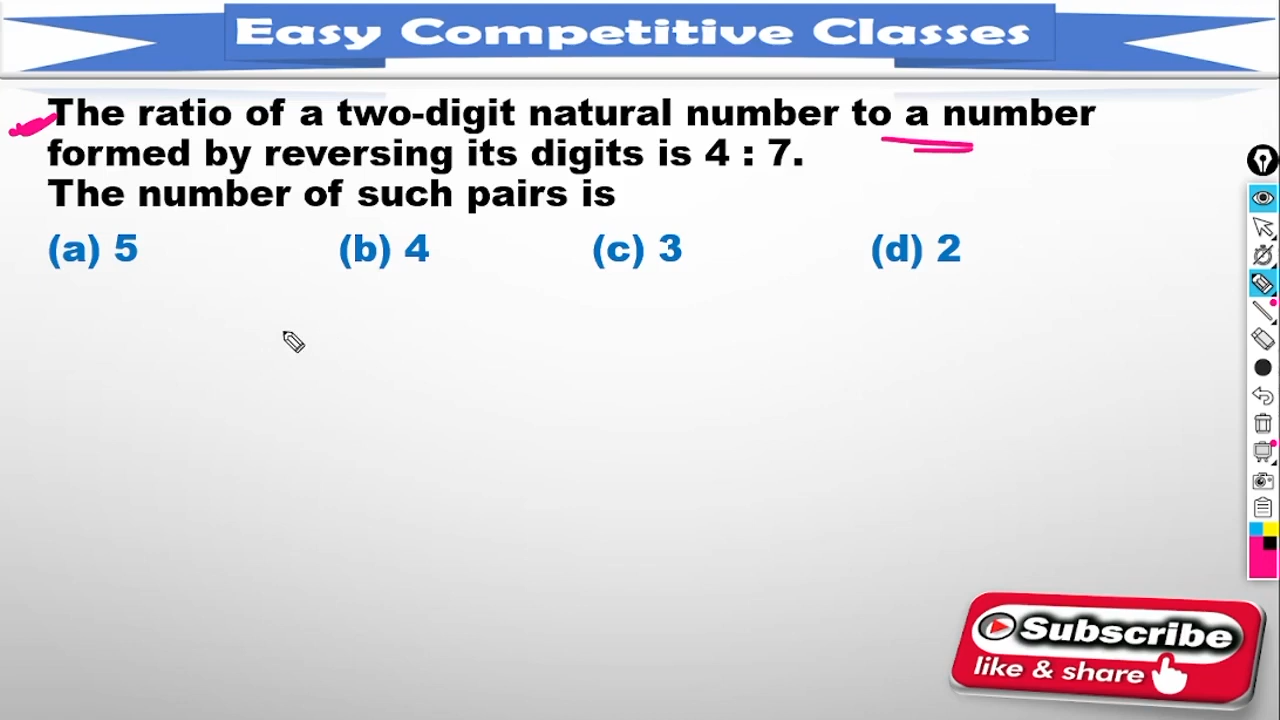 Easy Competitive Classes
The ratio of a two-digit natural number to a number
formed by reversing its digits is 4 : 7.
The number of such pairs is
(a) 5 (b) 4 (c) 3 (d) 2
Subscribe
like & share